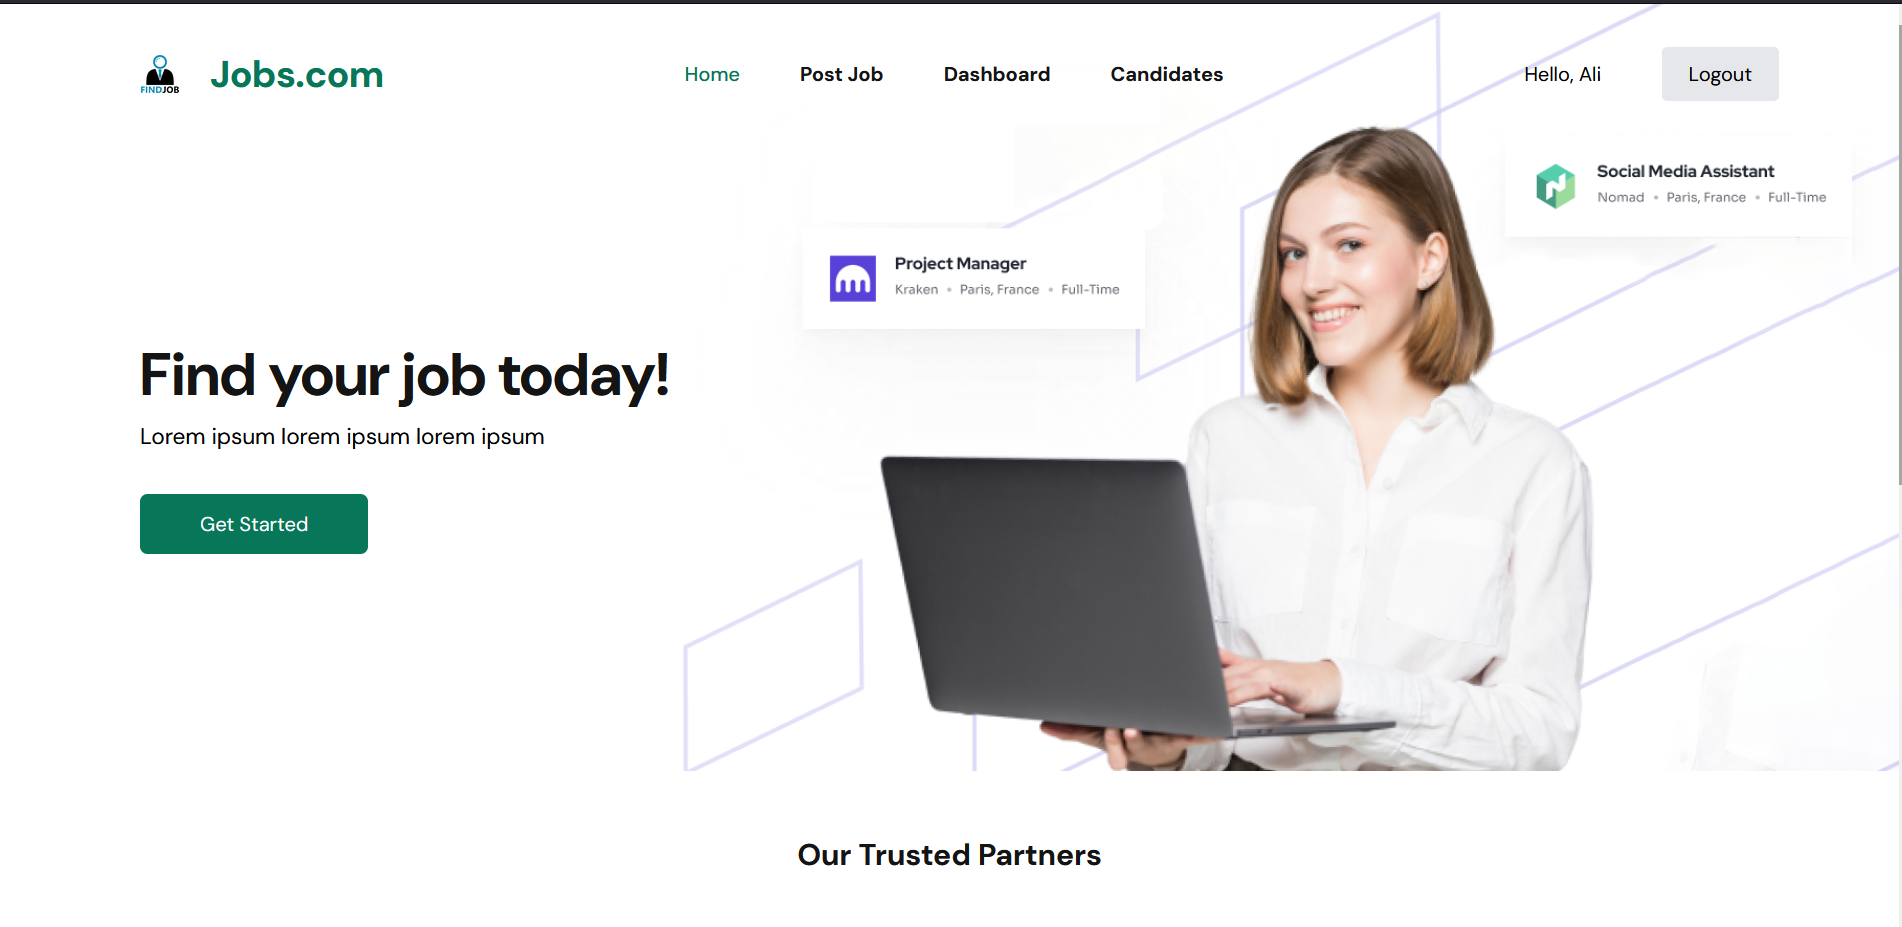 FINDJOB
Jobs.com
Home
Post Job
Dashboard
Candidates
Hello, Ali
Logout
Social Media Assistant
Nomad • Paris, France • Full-Time
Project Manager
Kraken • Paris, France • Full-Time
Find your job today!
Lorem ipsum lorem ipsum lorem ipsum
Get Started
Our Trusted Partners